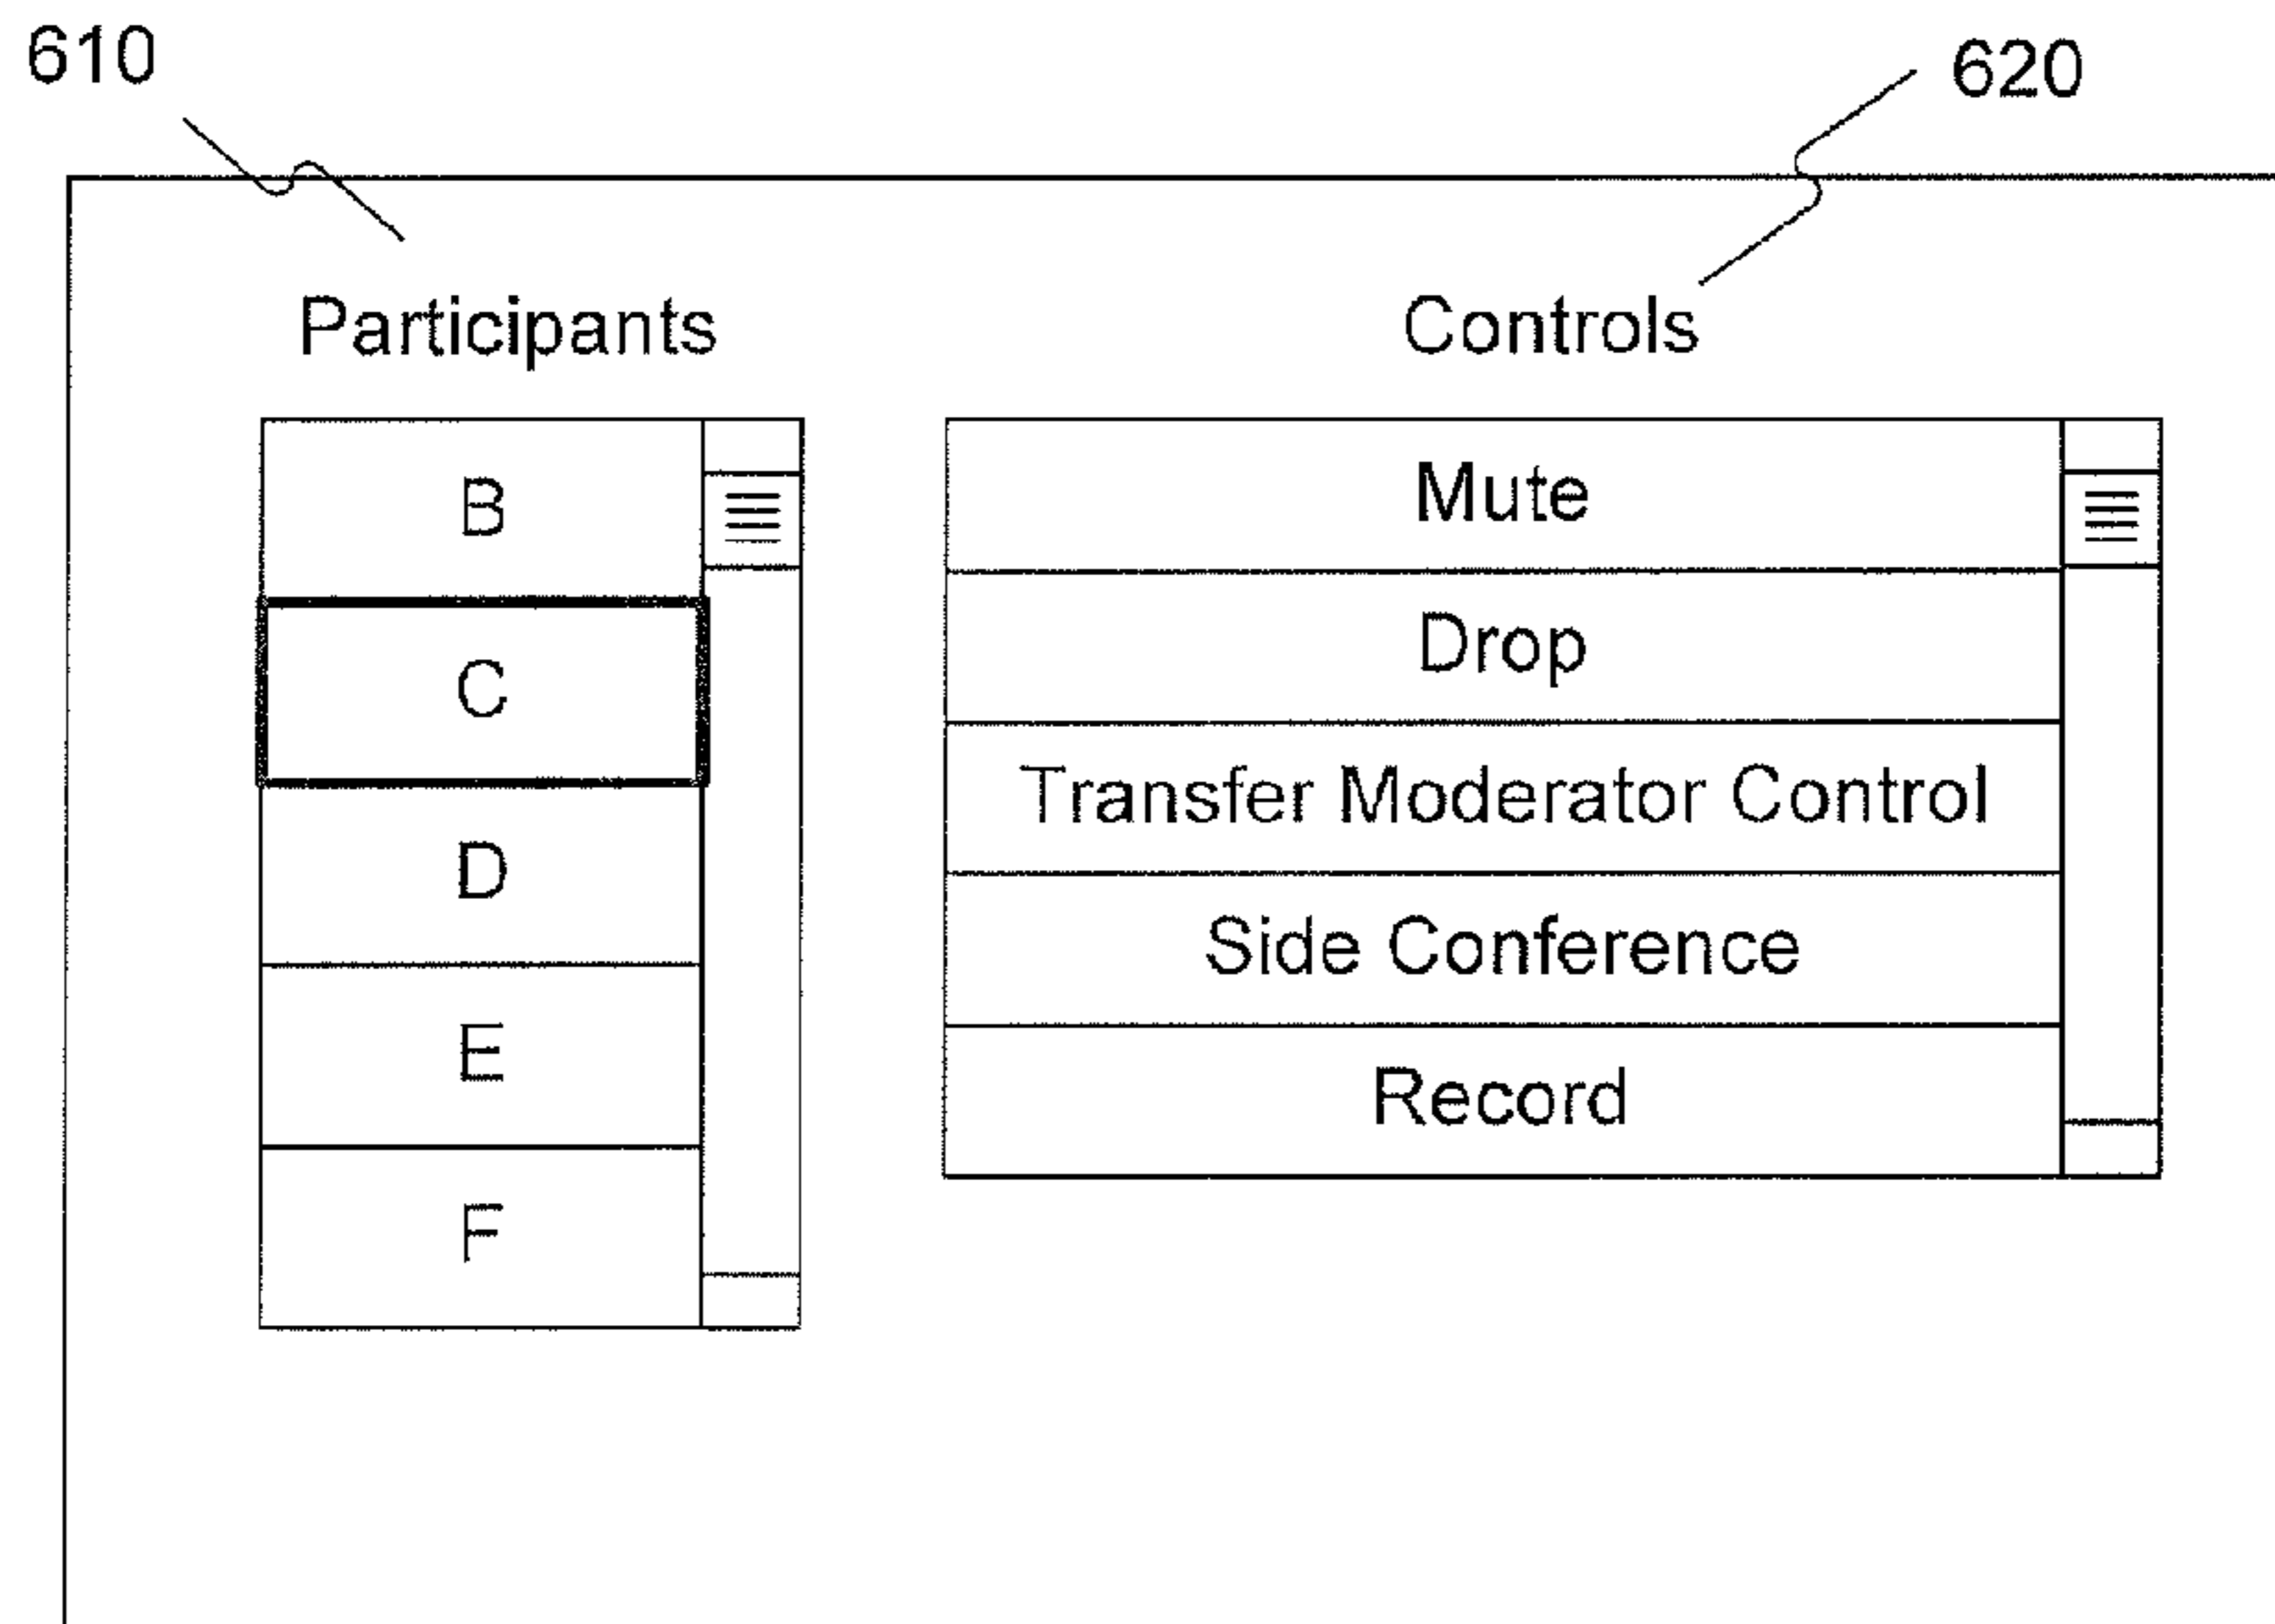 610
620
Participants
Controls
B
C
D
E
F
Mute
Drop
Transfer Moderator Control
Side Conference
Record